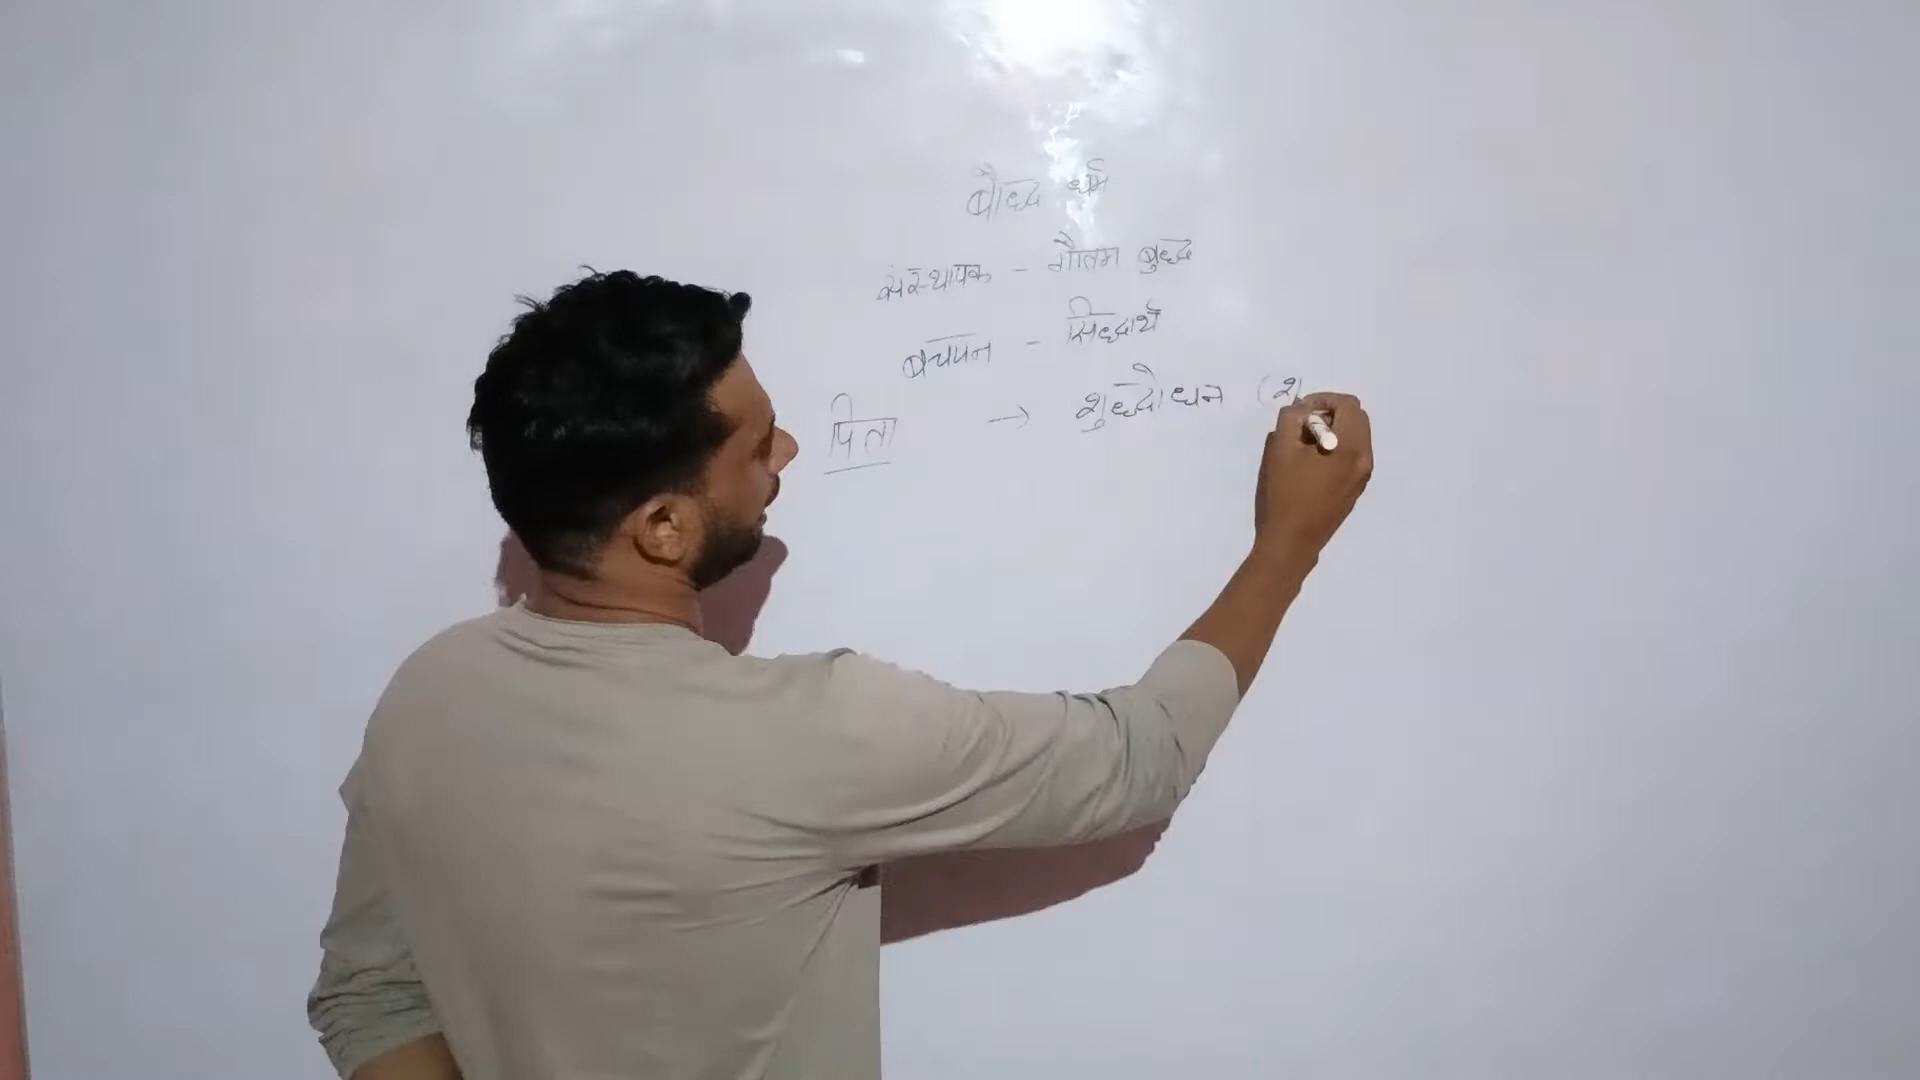 बौद्ध धर्म
संस्थापक - गौतम बुद्ध
बचपन - सिद्धार्थ
पिता → शुद्धोधन (श